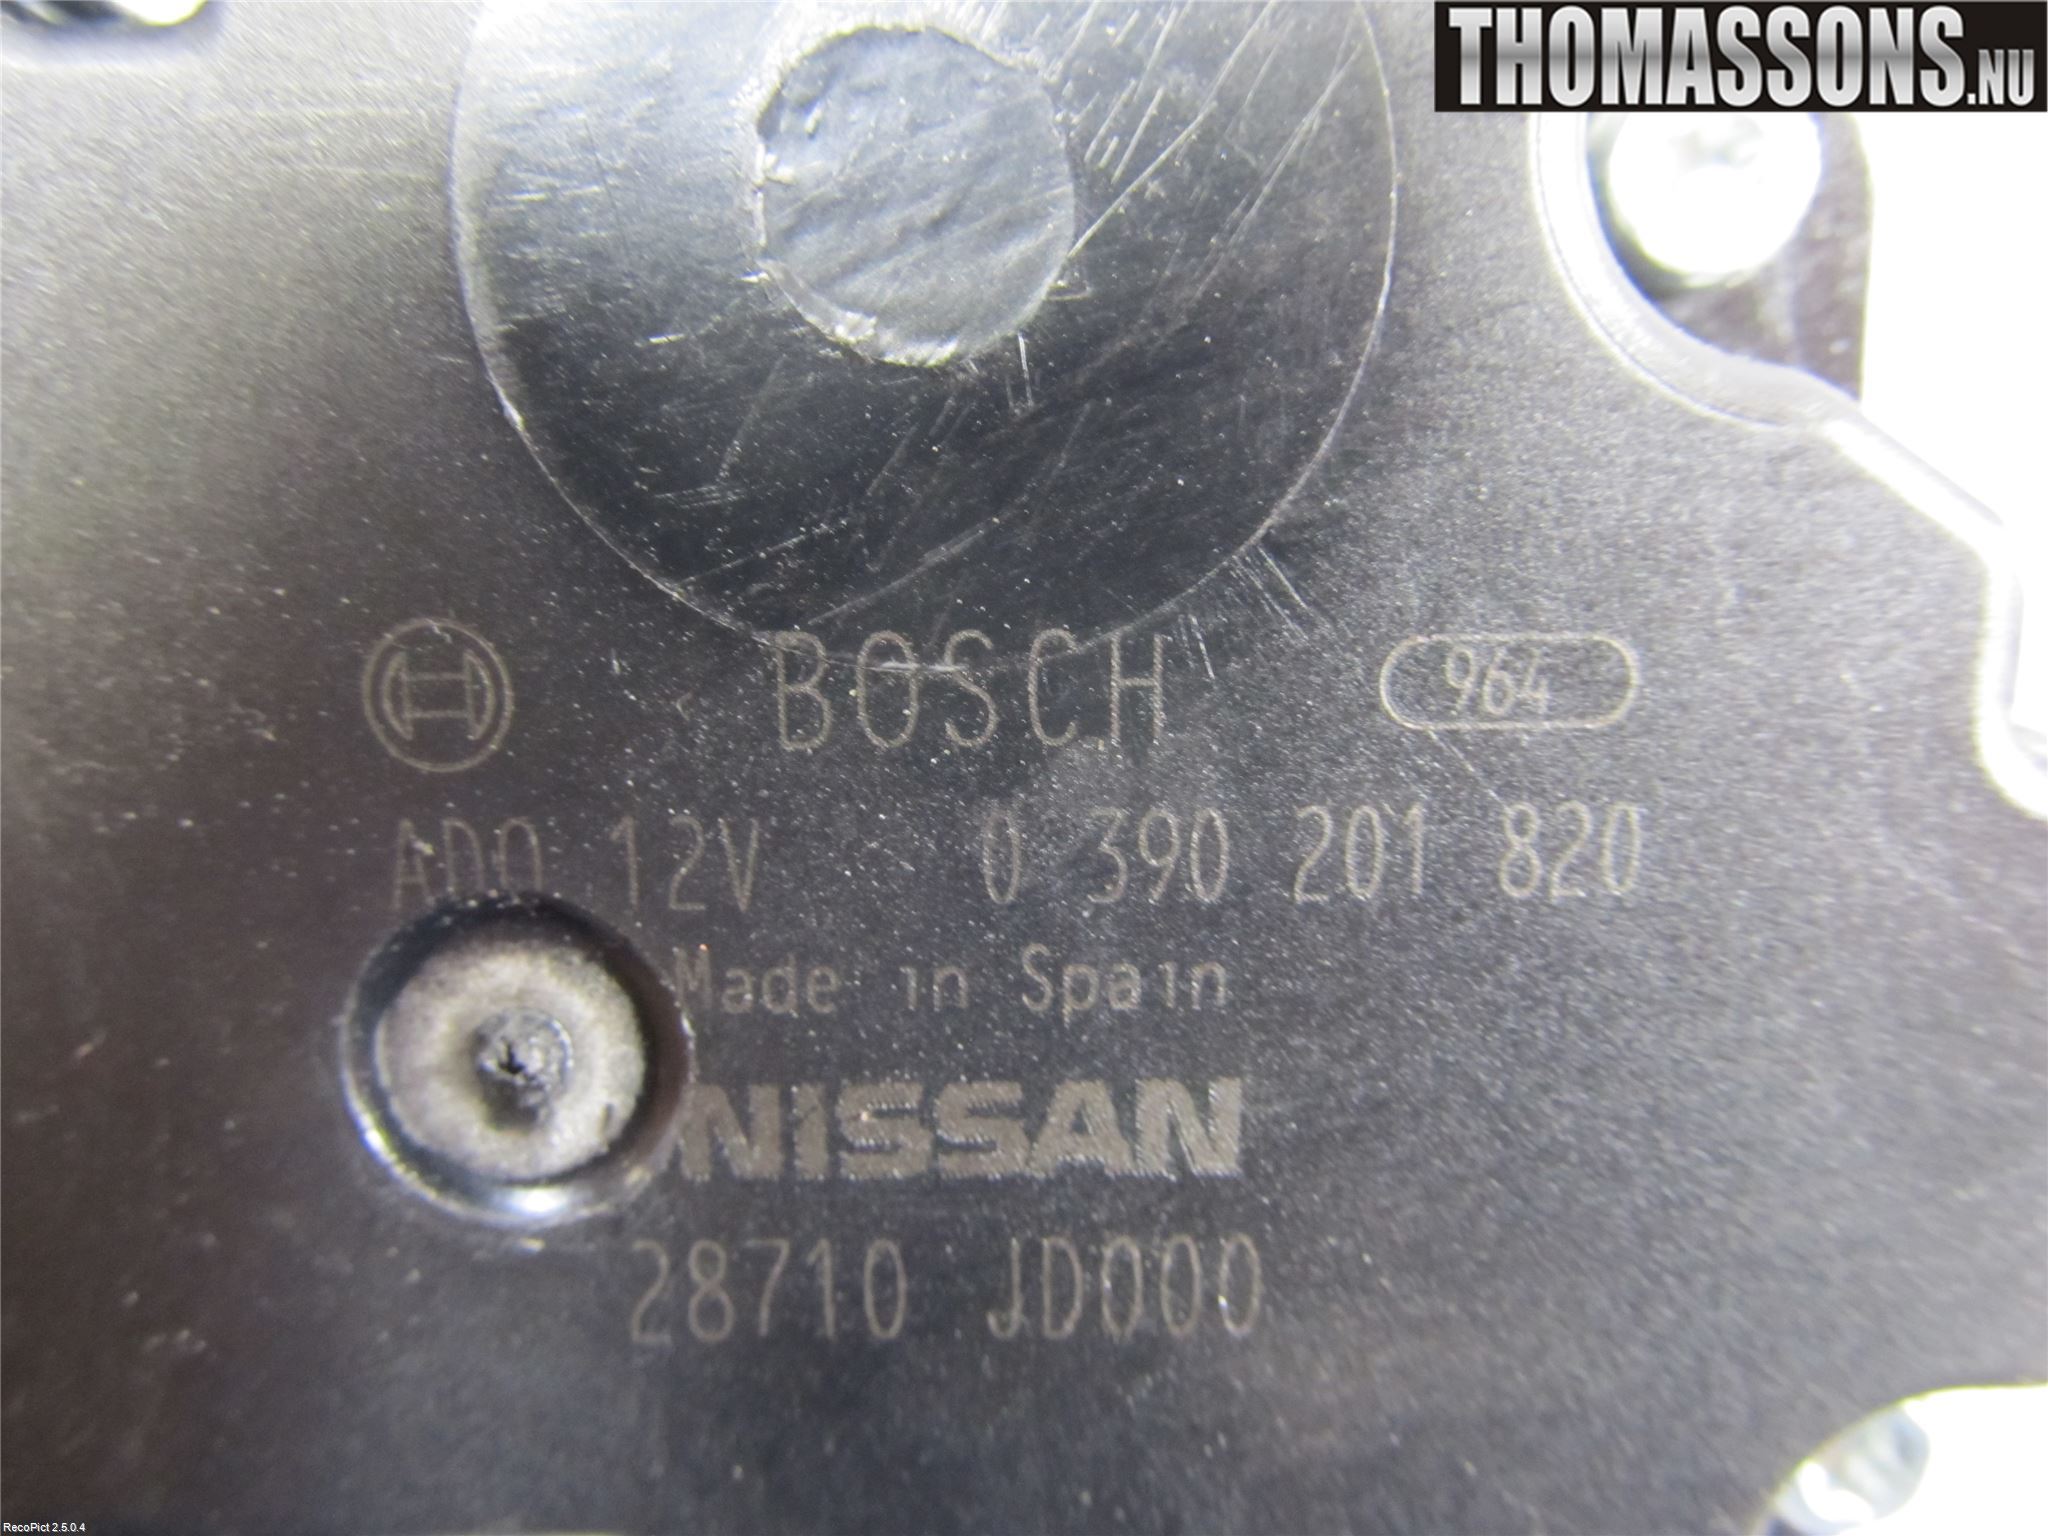 THOMASSONS.NU
BOSCH 964
ADO 12V 0 390 201 820
Made in Spain
NISSAN
28710 JD000
RecoPict 2.5.0.4